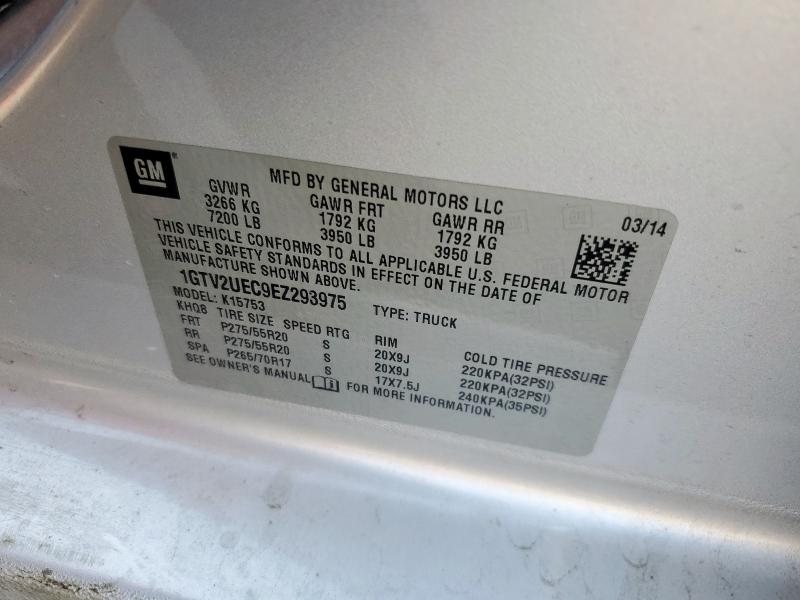 GM
MFD BY GENERAL MOTORS LLC
03/14
GVWR GAWR FRT GAWR RR
3266 KG 1792 KG 1792 KG
7200 LB 3950 LB 3950 LB
THIS VEHICLE CONFORMS TO ALL APPLICABLE U.S. FEDERAL MOTOR
VEHICLE SAFETY STANDARDS IN EFFECT ON THE DATE OF
MANUFACTURE SHOWN ABOVE.
1GTV2UEC9EZ293975 TYPE: TRUCK
MODEL: K15753
KHQB TIRE SIZE SPEED RTG RIM COLD TIRE PRESSURE
FRT P275/55R20 S 20X9J 220KPA(32PSI)
RR P275/55R20 S 20X9J 220KPA(32PSI)
SPA P265/70R17 S 17X7.5J 240KPA(35PSI)
SEE OWNER'S MANUAL FOR MORE INFORMATION.